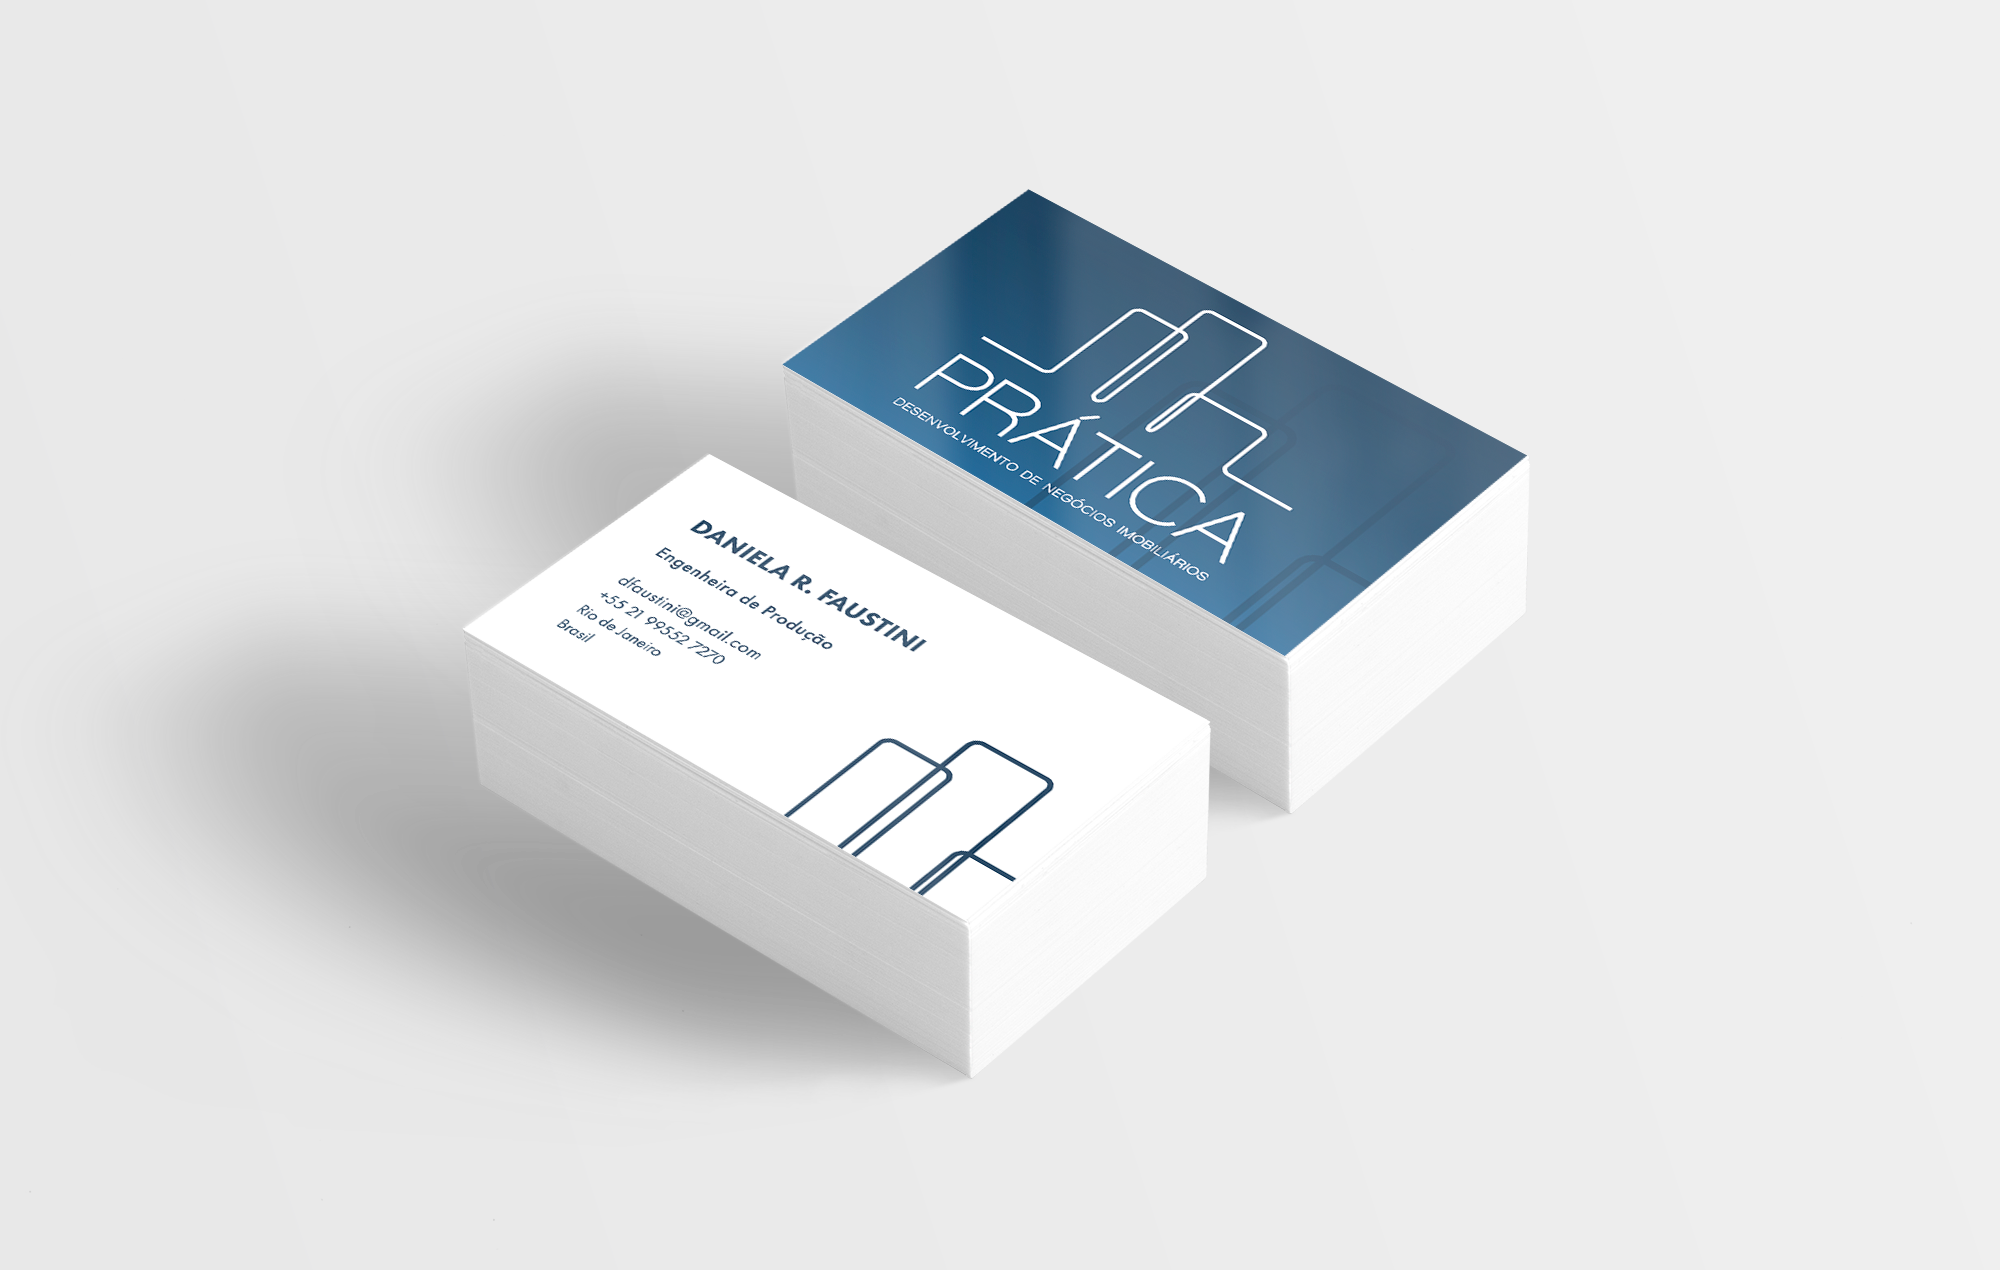 PRÁTICA
DESENVOLVIMENTO DE NEGÓCIOS IMOBILIÁRIOS
DANIELA R. FAUSTINI
Engenheira de Produção
dfaustini@gmail.com
+55 21 99552 7270
Rio de Janeiro
Brasil